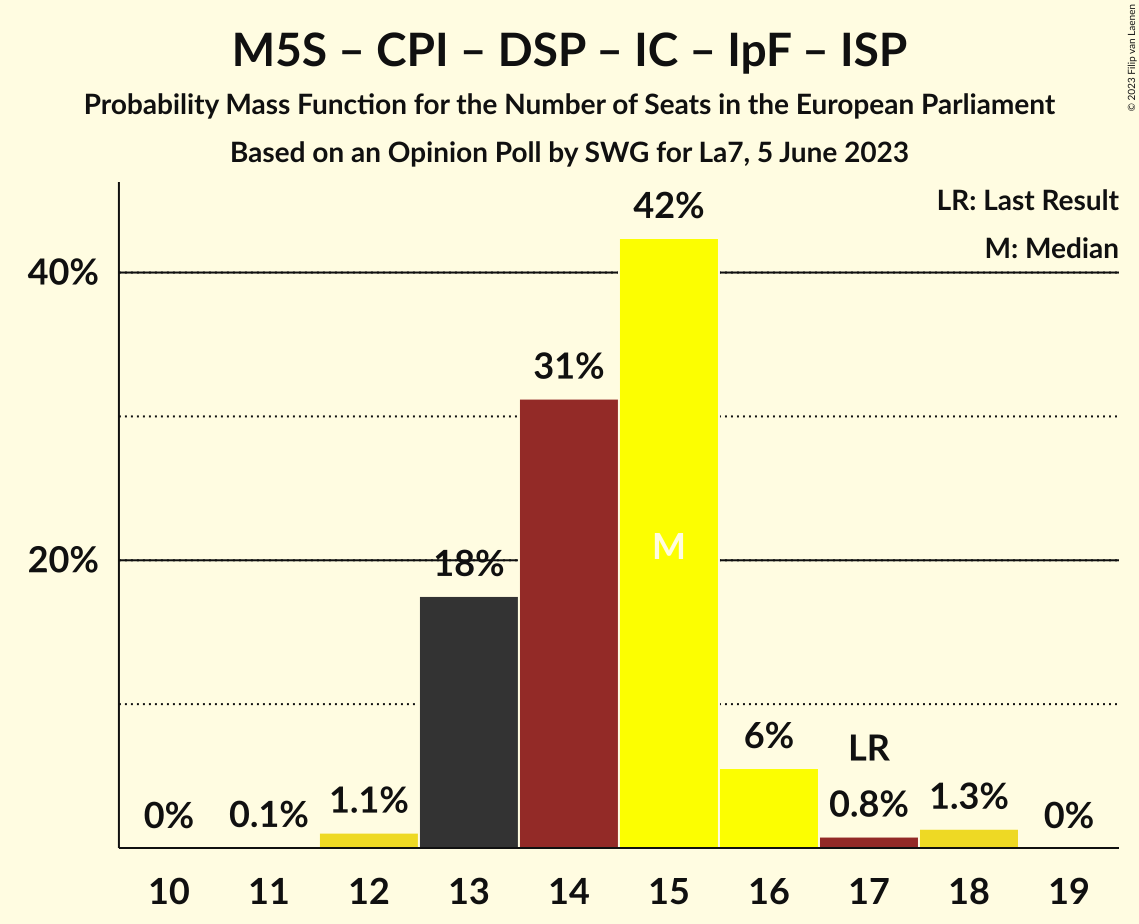 M5S – CPI – DSP – IC – IpF – ISP
Probability Mass Function for the Number of Seats in the European Parliament
Based on an Opinion Poll by SWG for La7, 5 June 2023
© 2023 Filip van Laenen
LR: Last Result
M: Median
40%
20%
0%
0.1%
1.1%
18%
31%
42%
M
6%
LR
0.8%
1.3%
0%
10 11 12 13 14 15 16 17 18 19